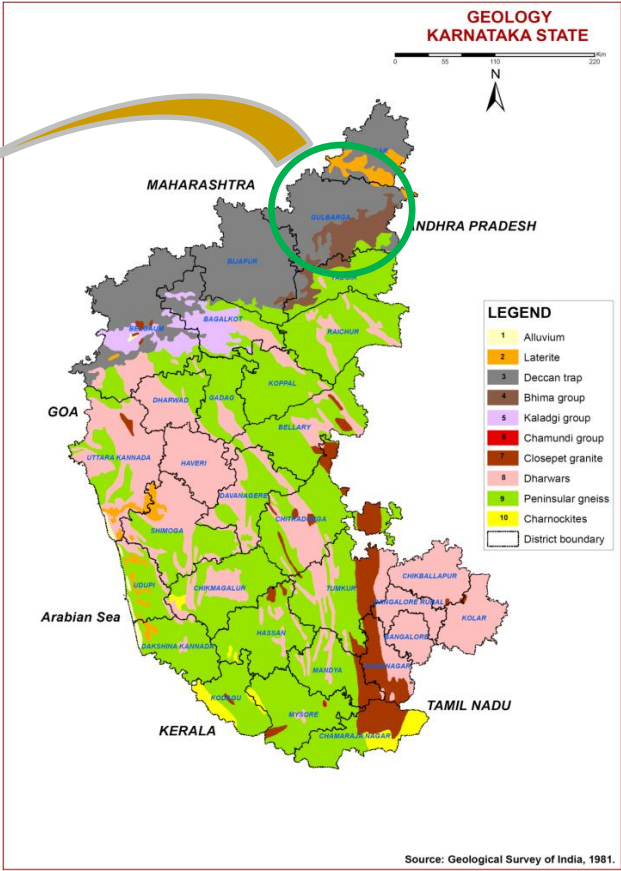 GEOLOGY
KARNATAKA STATE
Km
0 55 110 220
N
MAHARASHTRA
GULBARGA
ANDHRA PRADESH
BIJAPUR
BAGALKOT
BELGAUM
RAICHUR
KOPPAL
GOA
DHARWAD
GADAG
BELLARY
UTTARA KANNADA
HAVERI
DAVANAGERE
CHITRADURGA
SHIMOGA
CHIKBALLAPUR
UDUPI
CHIKMAGALUR
TUMKUR
BANGALORE RURAL
KOLAR
Arabian Sea
HASSAN
BANGALORE
DAKSHINA KANNADA
MANDYA
KODAGU
TAMIL NADU
MYSORE
KERALA
CHAMARAJA NAGAR
LEGEND
1 Alluvium
2 Laterite
3 Deccan trap
4 Bhima group
5 Kaladgi group
6 Chamundi group
7 Closepet granite
8 Dharwars
9 Peninsular gneiss
10 Charnockites
District boundary
Source: Geological Survey of India, 1981.